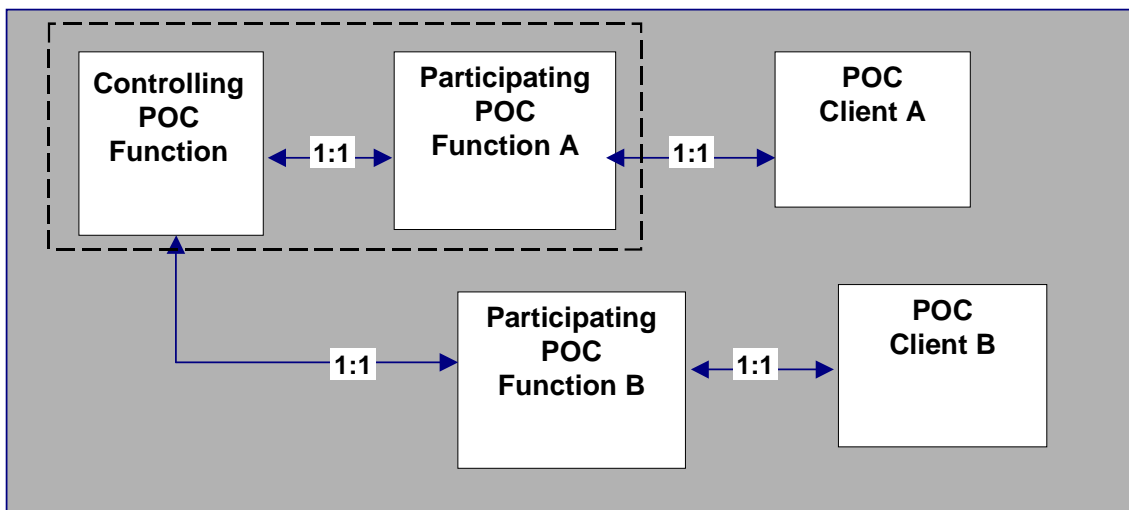 Controlling
POC
Function
1:1
Participating
POC
Function A
1:1
POC
Client A
1:1
Participating
POC
Function B
1:1
POC
Client B